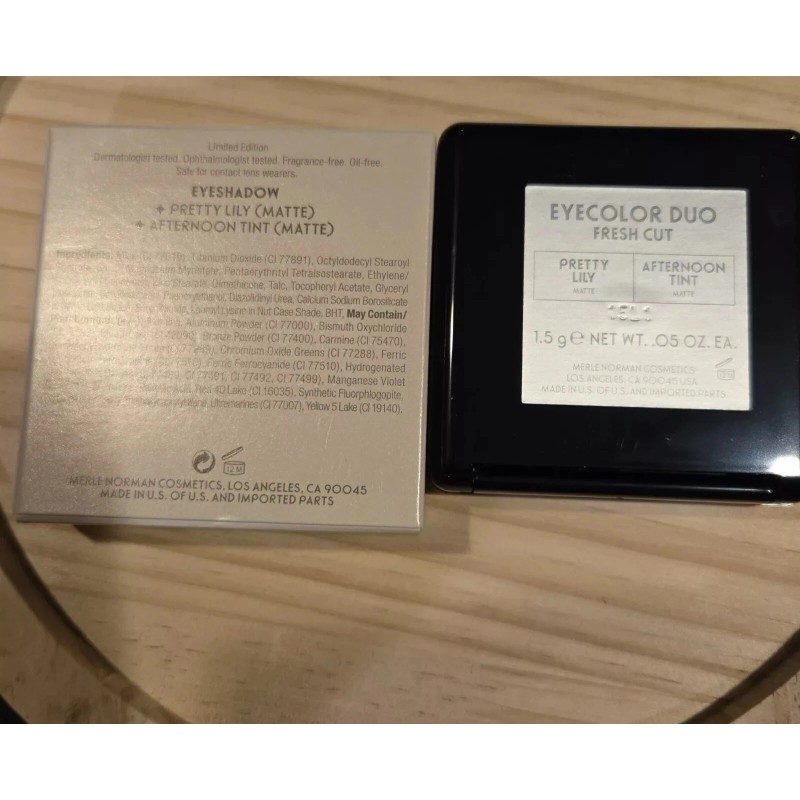 Limited Edition
Dermatologist tested. Ophthalmologist tested. Fragrance-free. Oil-free.
Safe for contact lens wearers.
EYESHADOW
+ PRETTY LILY (MATTE)
+ AFTERNOON TINT (MATTE)
Titanium Dioxide (CI 77891), Octyldodecyl Stearoyl
Myristate, Pentaerythrityl Tetraisostearate, Ethylene/
Stearate, Dimethicone, Talc, Tocopheryl Acetate, Glyceryl
Phenoxyethanol, Diazolidinyl Urea, Calcium Sodium Borosilicate
Lauroyl Lysine in Nut Case Shade, BHT, May Contain/
Aluminum Powder (CI 77000), Bismuth Oxychloride
Bronze Powder (CI 77400), Carmine (CI 75470),
Chromium Oxide Greens (CI 77288), Ferric
Ferric Ferrocyanide (CI 77510), Hydrogenated
CI 77492, CI 77499), Manganese Violet
Red 40 Lake (CI 16035), Synthetic Fluorphlogopite,
Ultramarines (CI 77007), Yellow 5 Lake (CI 19140).
12 M
MERLE NORMAN COSMETICS, LOS ANGELES, CA 90045
MADE IN U.S. OF U.S. AND IMPORTED PARTS
EYECOLOR DUO
FRESH CUT
PRETTY
LILY
MATTE
AFTERNOON
TINT
MATTE
1.5 g e NET WT. .05 OZ. EA.
MERLE NORMAN COSMETICS
LOS ANGELES, CA 90045 USA
MADE IN U.S. OF U.S. AND IMPORTED PARTS
12 M